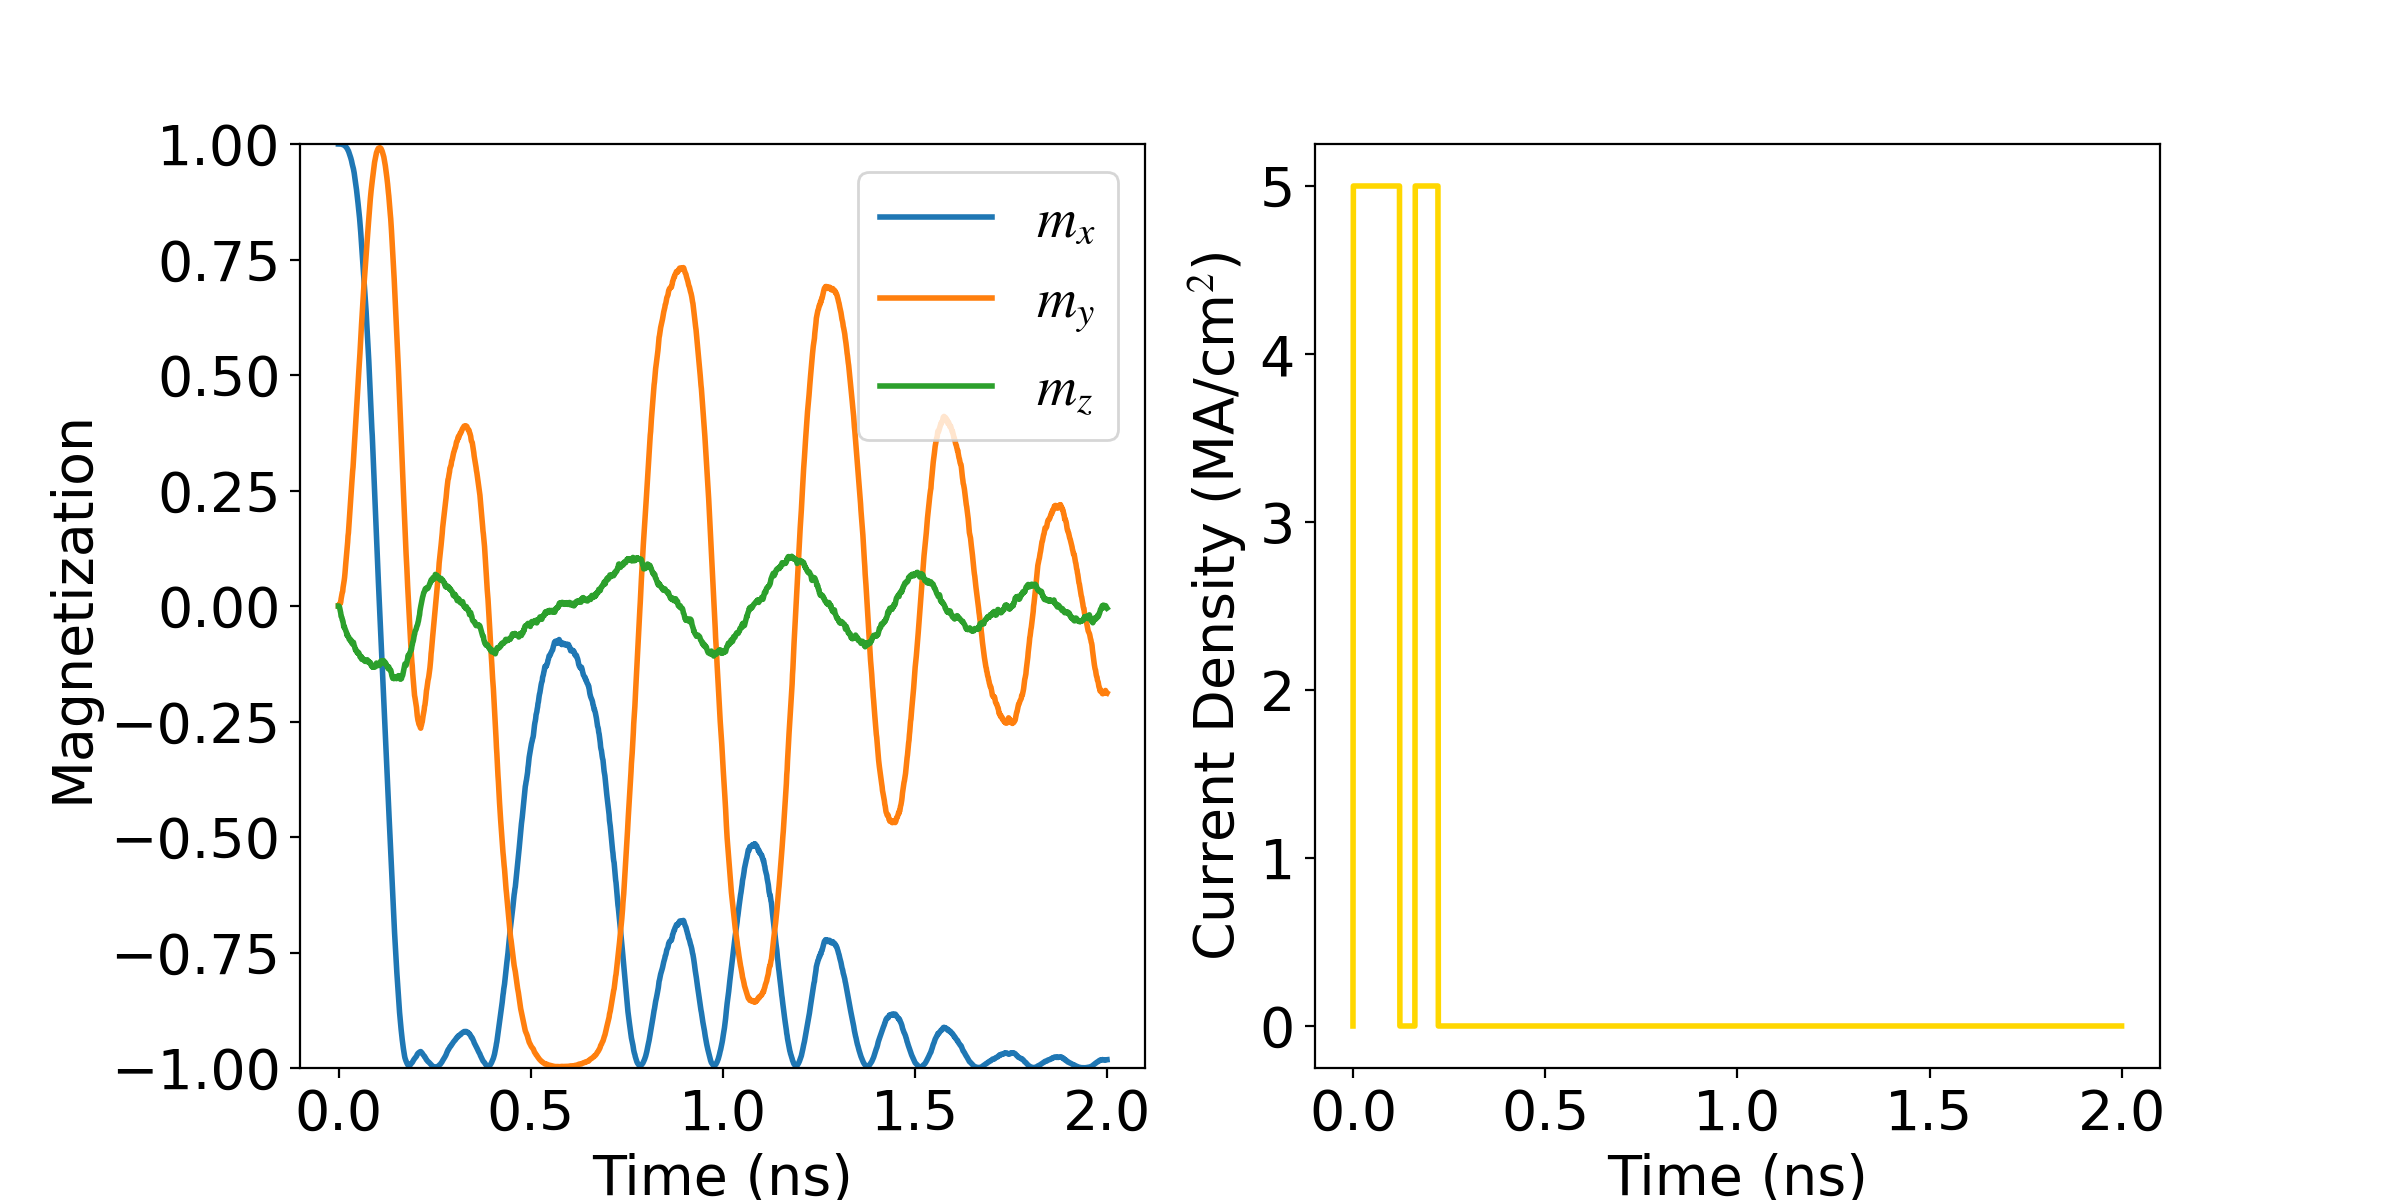 1.00
0.75
0.50
0.25
0.00
−0.25
−0.50
−0.75
−1.00
Magnetization
0.0 0.5 1.0 1.5 2.0
Time (ns)
m_x
m_y
m_z
5
4
3
2
1
0
Current Density (MA/cm²)
0.0 0.5 1.0 1.5 2.0
Time (ns)